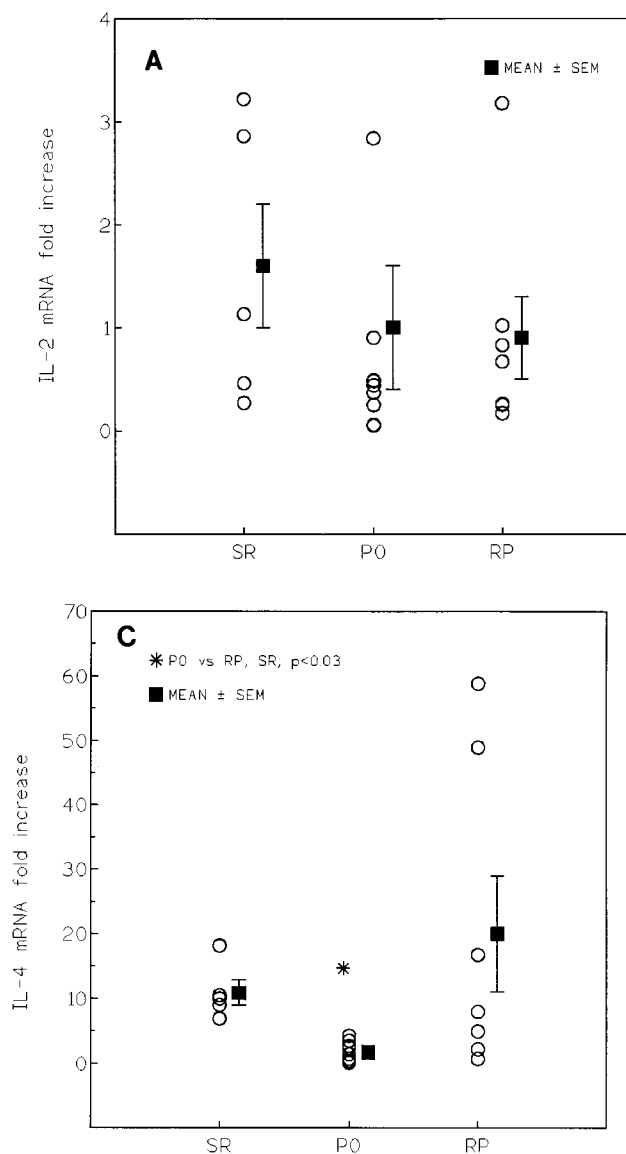 A
■ MEAN ± SEM
IL-2 mRNA fold increase
4
3
2
1
0
SR PO RP
C
✳ PO vs RP, SR; p<0.03
■ MEAN ± SEM
IL-4 mRNA fold increase
70
60
50
40
30
20
10
0
✳
SR PO RP